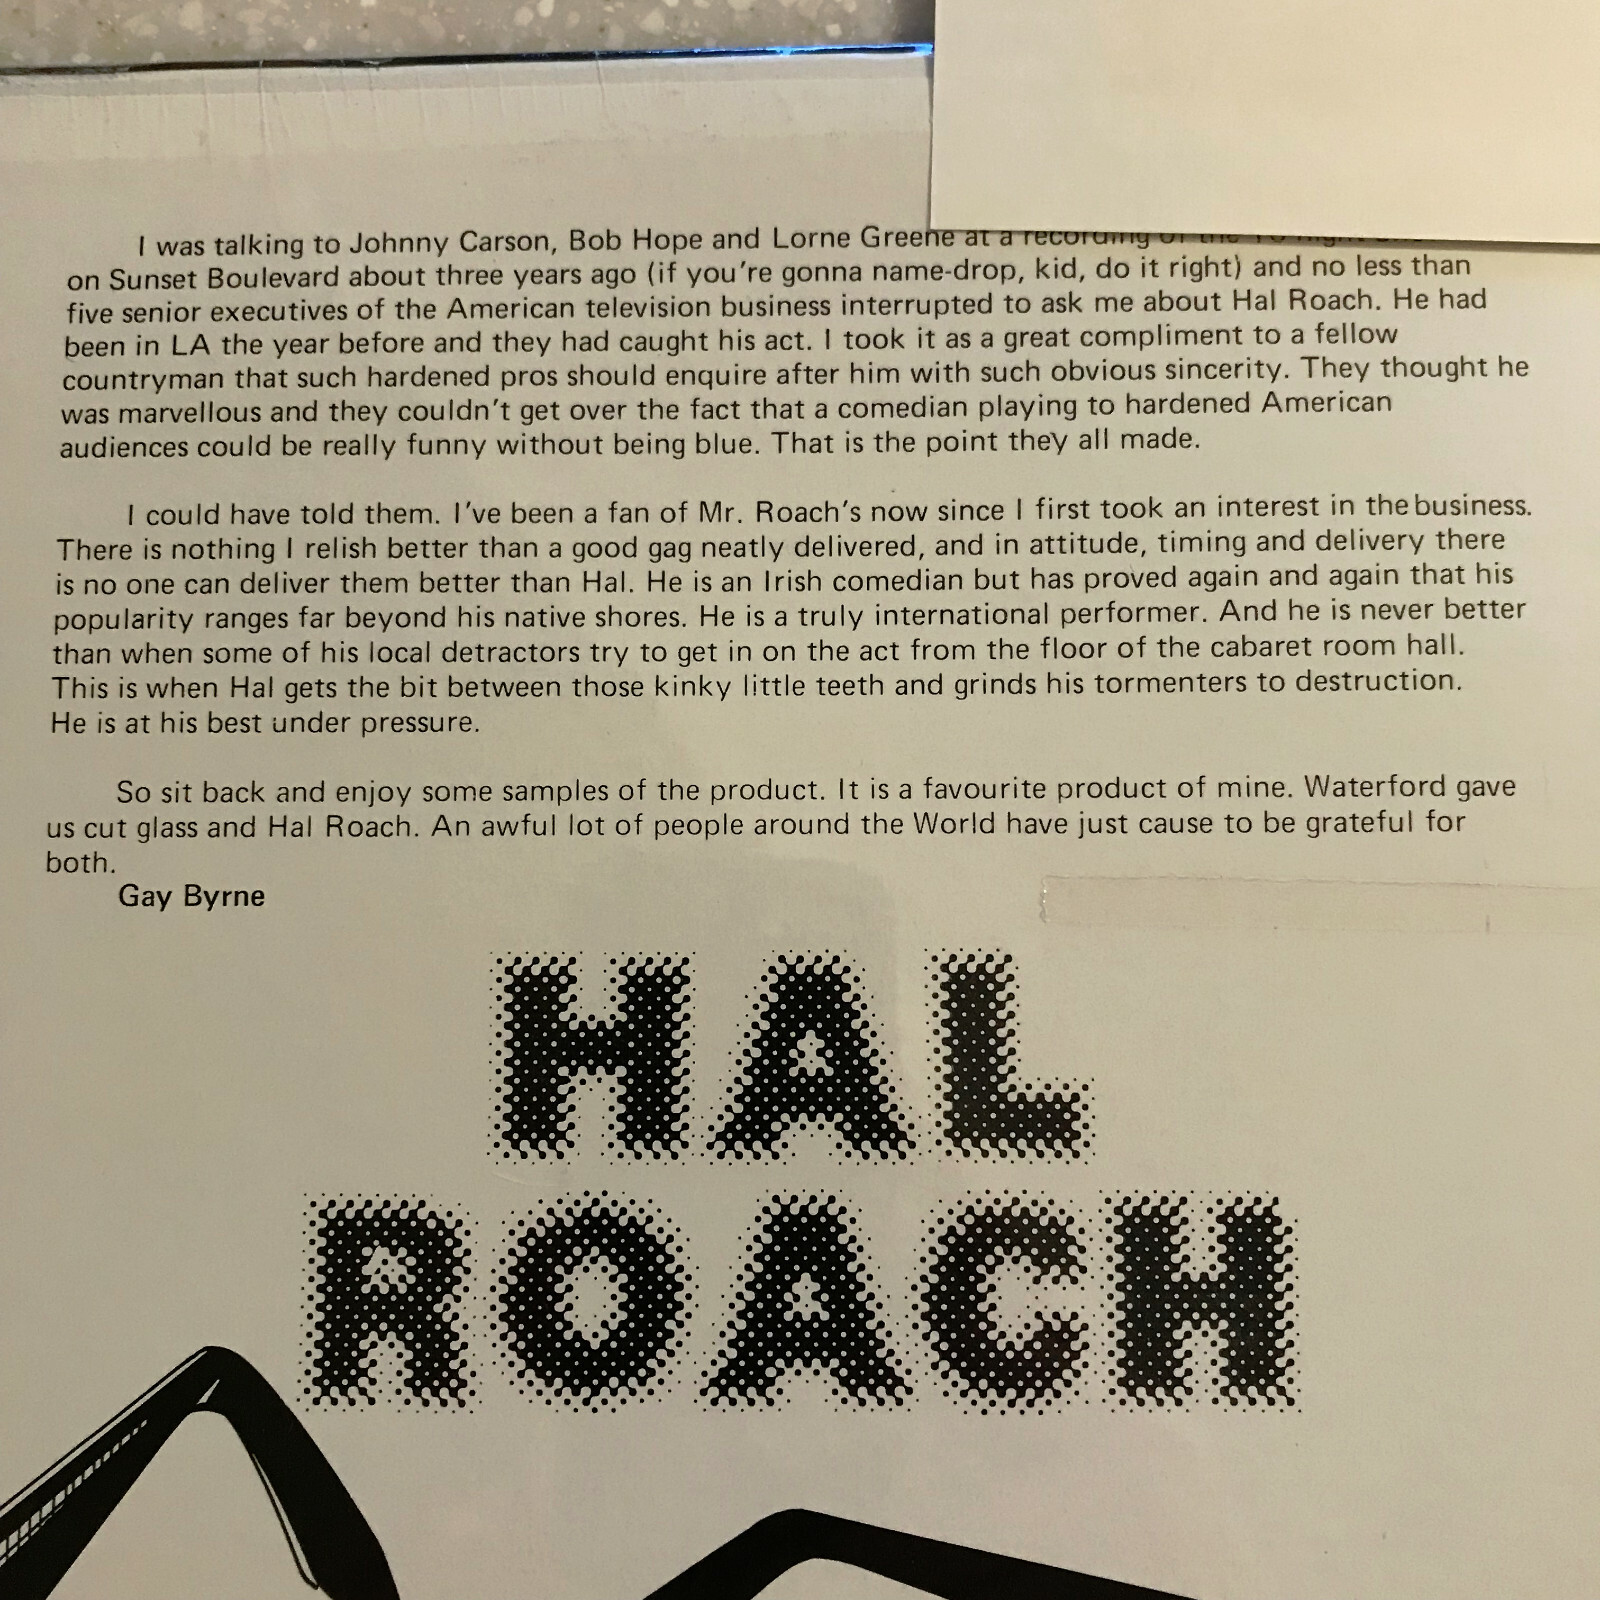 I was talking to Johnny Carson, Bob Hope and Lorne Greene at a recording of the
on Sunset Boulevard about three years ago (if you're gonna name-drop, kid, do it right) and no less than
five senior executives of the American television business interrupted to ask me about Hal Roach. He had
been in LA the year before and they had caught his act. I took it as a great compliment to a fellow
countryman that such hardened pros should enquire after him with such obvious sincerity. They thought he
was marvellous and they couldn't get over the fact that a comedian playing to hardened American
audiences could be really funny without being blue. That is the point they all made.
I could have told them. I've been a fan of Mr. Roach's now since I first took an interest in the business.
There is nothing I relish better than a good gag neatly delivered, and in attitude, timing and delivery there
is no one can deliver them better than Hal. He is an Irish comedian but has proved again and again that his
popularity ranges far beyond his native shores. He is a truly international performer. And he is never better
than when some of his local detractors try to get in on the act from the floor of the cabaret room hall.
This is when Hal gets the bit between those kinky little teeth and grinds his tormenters to destruction.
He is at his best under pressure.
So sit back and enjoy some samples of the product. It is a favourite product of mine. Waterford gave
us cut glass and Hal Roach. An awful lot of people around the World have just cause to be grateful for
both.
Gay Byrne
HAL
ROACH